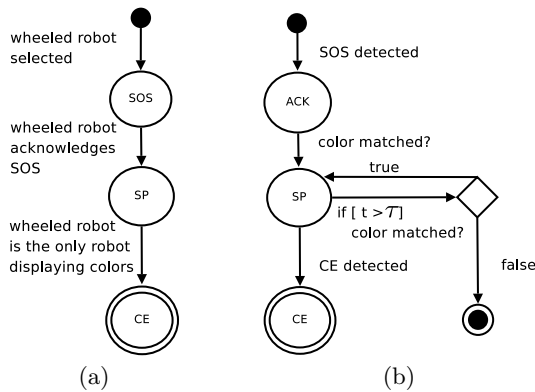 wheeled robot
selected
SOS
wheeled robot
acknowledges
SOS
SP
wheeled robot
is the only robot
displaying colors
CE
(a)
SOS detected
ACK
color matched?
true
SP
if [ t > τ]
color matched?
CE detected
false
CE
(b)